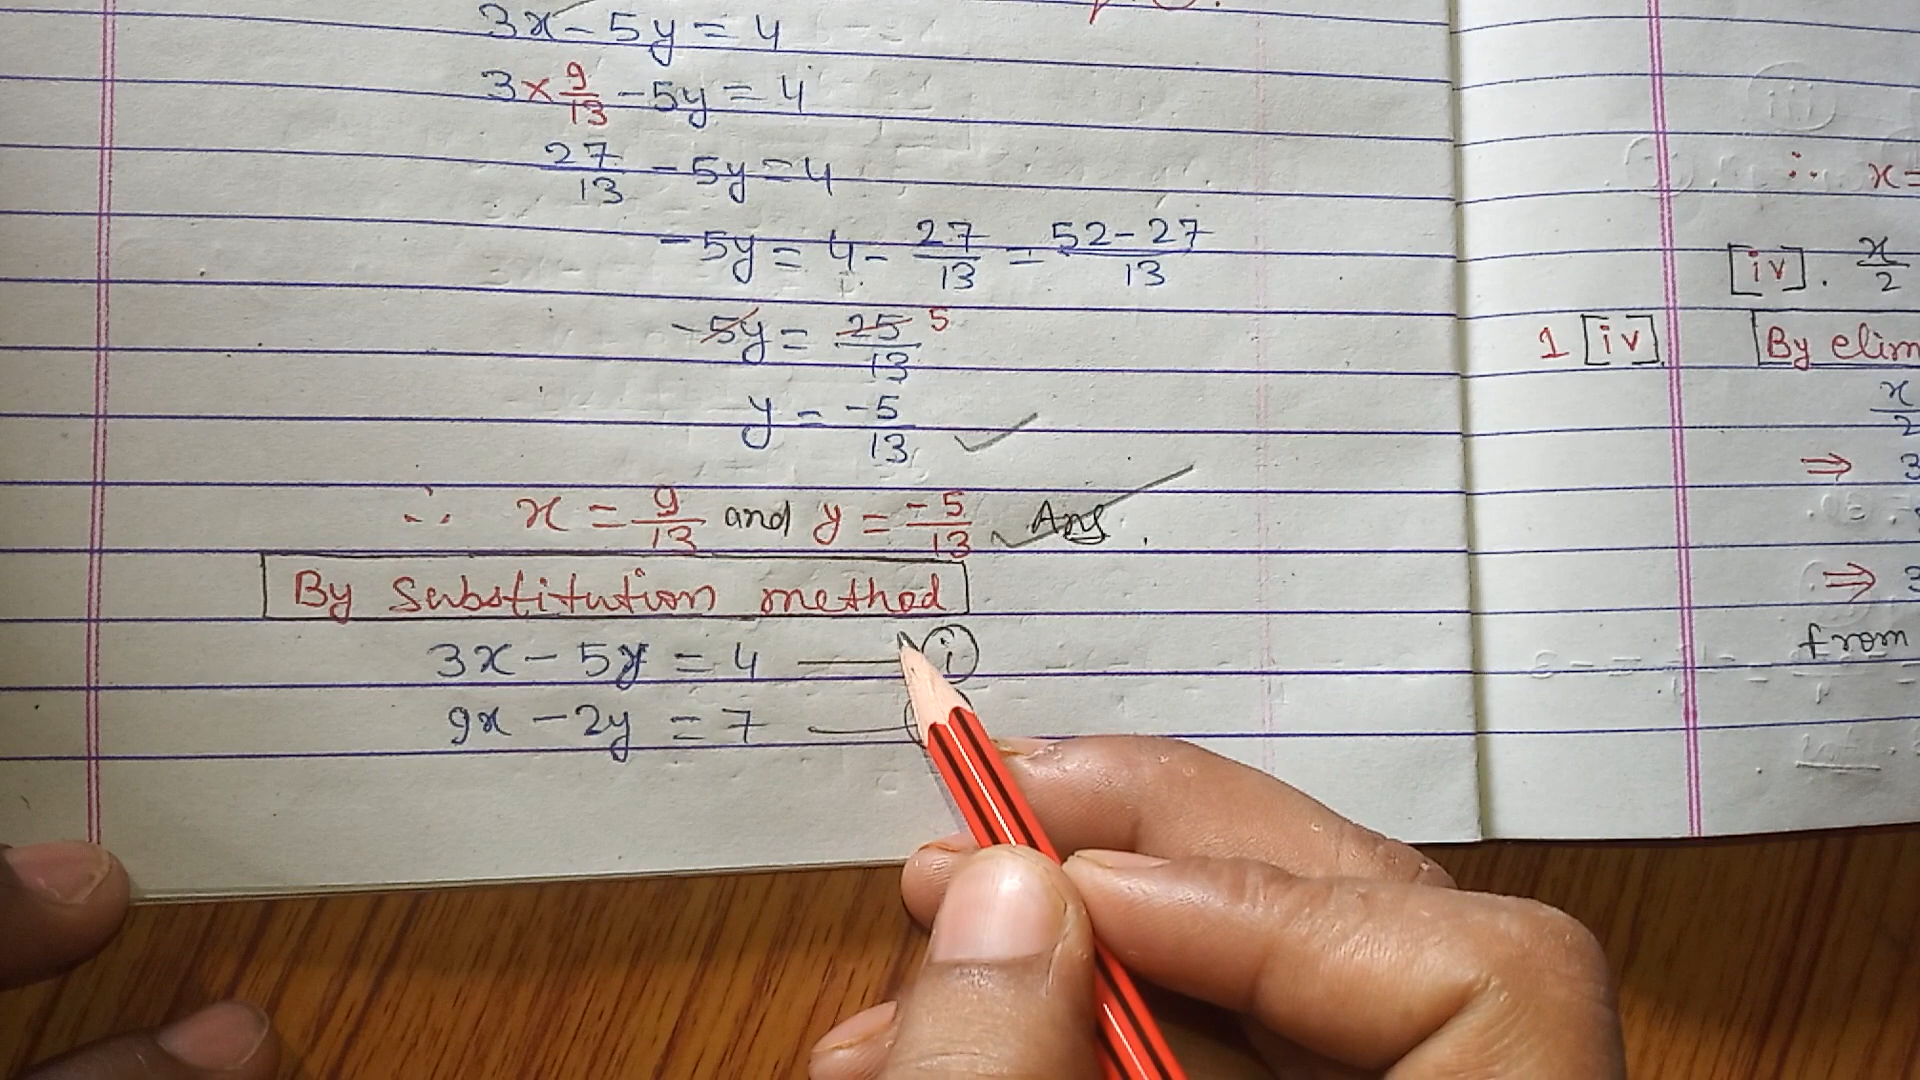 3x - 5y = 4
3 × 9/13 - 5y = 4
27/13 - 5y = 4
-5y = 4 - 27/13 = 52-27/13
-5y = 25/13 5
y = -5/13
∴ x = 9/13 and y = -5/13 Ans.
By Substitution method
3x - 5y = 4 — (i)
9x - 2y = 7 —
∴ x =
[iv]. x/2
1 [iv] By elim
x/2
⇒ 3
⇒ 3
from